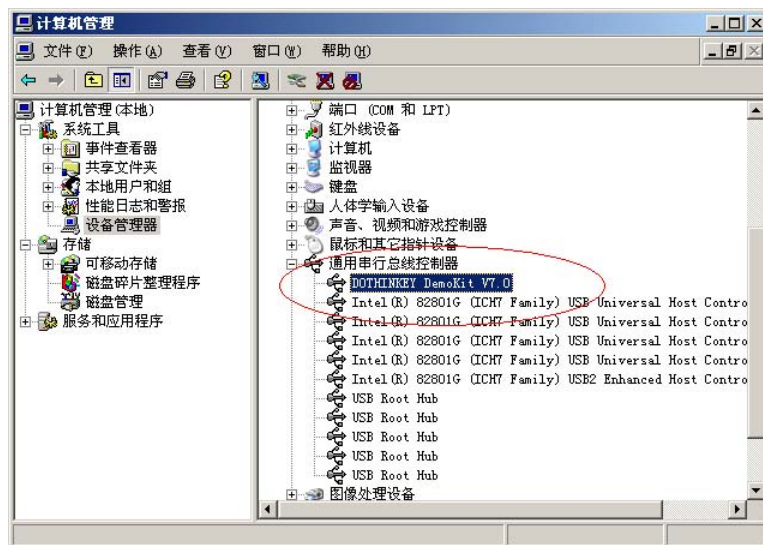 计算机管理
文件(F) 操作(A) 查看(V) 窗口(W) 帮助(H)
计算机管理(本地)
系统工具
事件查看器
共享文件夹
本地用户和组
性能日志和警报
设备管理器
存储
可移动存储
磁盘碎片整理程序
磁盘管理
服务和应用程序
端口 (COM 和 LPT)
红外线设备
计算机
监视器
键盘
人体学输入设备
声音、视频和游戏控制器
鼠标和其它指针设备
通用串行总线控制器
DOTHINKEY DemoKit V7.0
Intel(R) 82801G (ICH7 Family) USB Universal Host Contro
Intel(R) 82801G (ICH7 Family) USB Universal Host Contro
Intel(R) 82801G (ICH7 Family) USB Universal Host Contro
Intel(R) 82801G (ICH7 Family) USB Universal Host Contro
Intel(R) 82801G (ICH7 Family) USB2 Enhanced Host Contro
USB Root Hub
USB Root Hub
USB Root Hub
USB Root Hub
USB Root Hub
图像处理设备